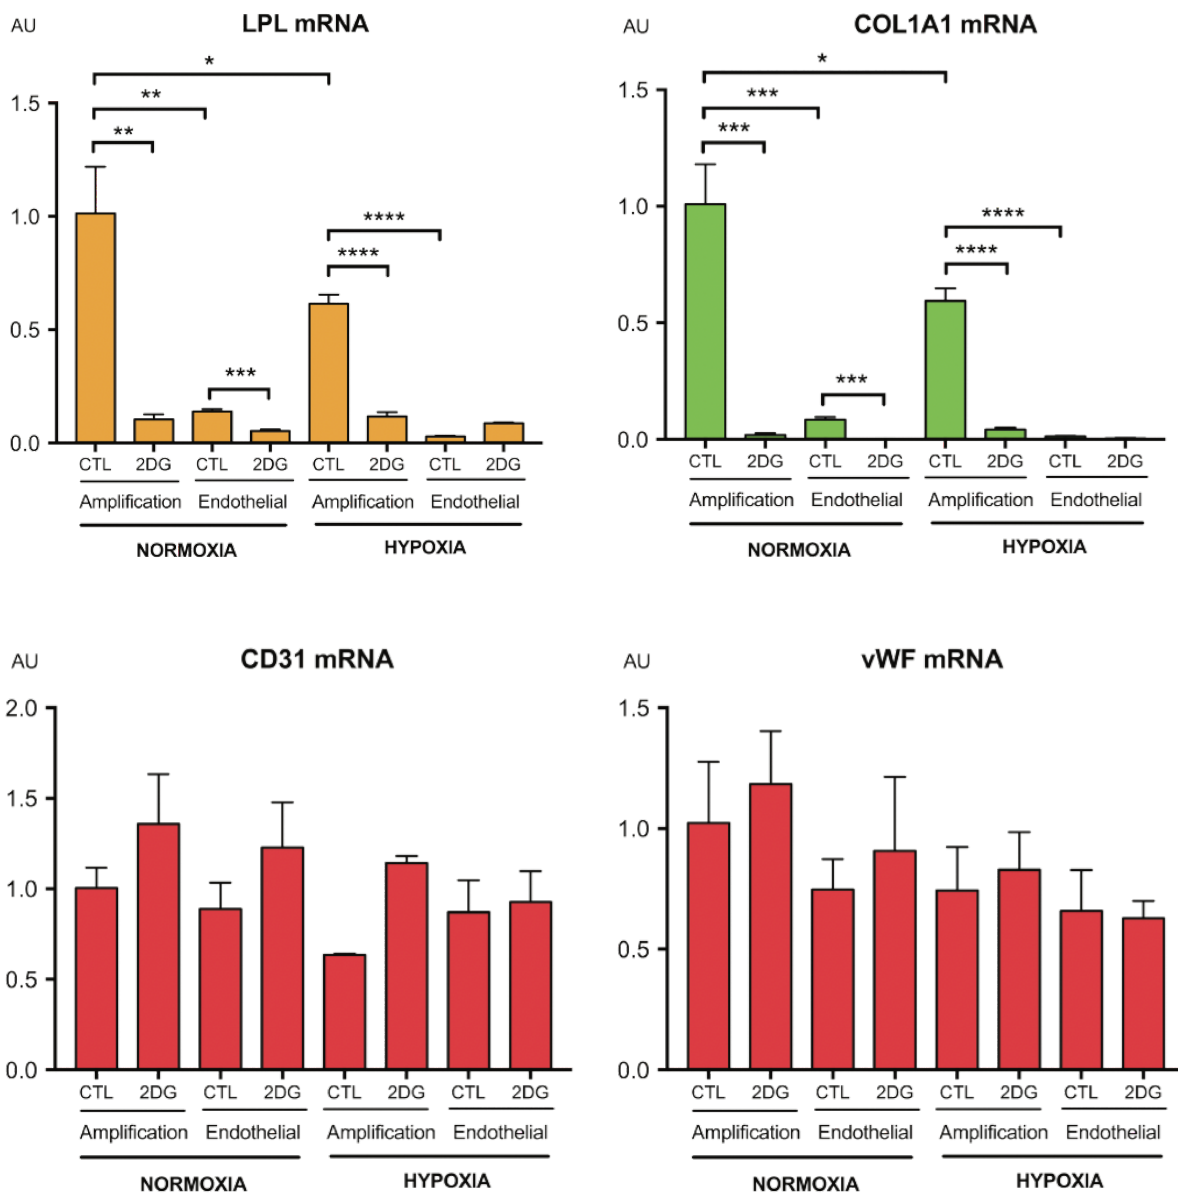 AU LPL mRNA
*
**
**
****
****
***
1.5
1.0
0.5
0.0
CTL 2DG CTL 2DG CTL 2DG CTL 2DG
Amplification Endothelial Amplification Endothelial
NORMOXIA HYPOXIA
AU COL1A1 mRNA
*
***
***
****
****
***
1.5
1.0
0.5
0.0
CTL 2DG CTL 2DG CTL 2DG CTL 2DG
Amplification Endothelial Amplification Endothelial
NORMOXIA HYPOXIA
AU CD31 mRNA
2.0
1.5
1.0
0.5
0.0
CTL 2DG CTL 2DG CTL 2DG CTL 2DG
Amplification Endothelial Amplification Endothelial
NORMOXIA HYPOXIA
AU vWF mRNA
1.5
1.0
0.5
0.0
CTL 2DG CTL 2DG CTL 2DG CTL 2DG
Amplification Endothelial Amplification Endothelial
NORMOXIA HYPOXIA